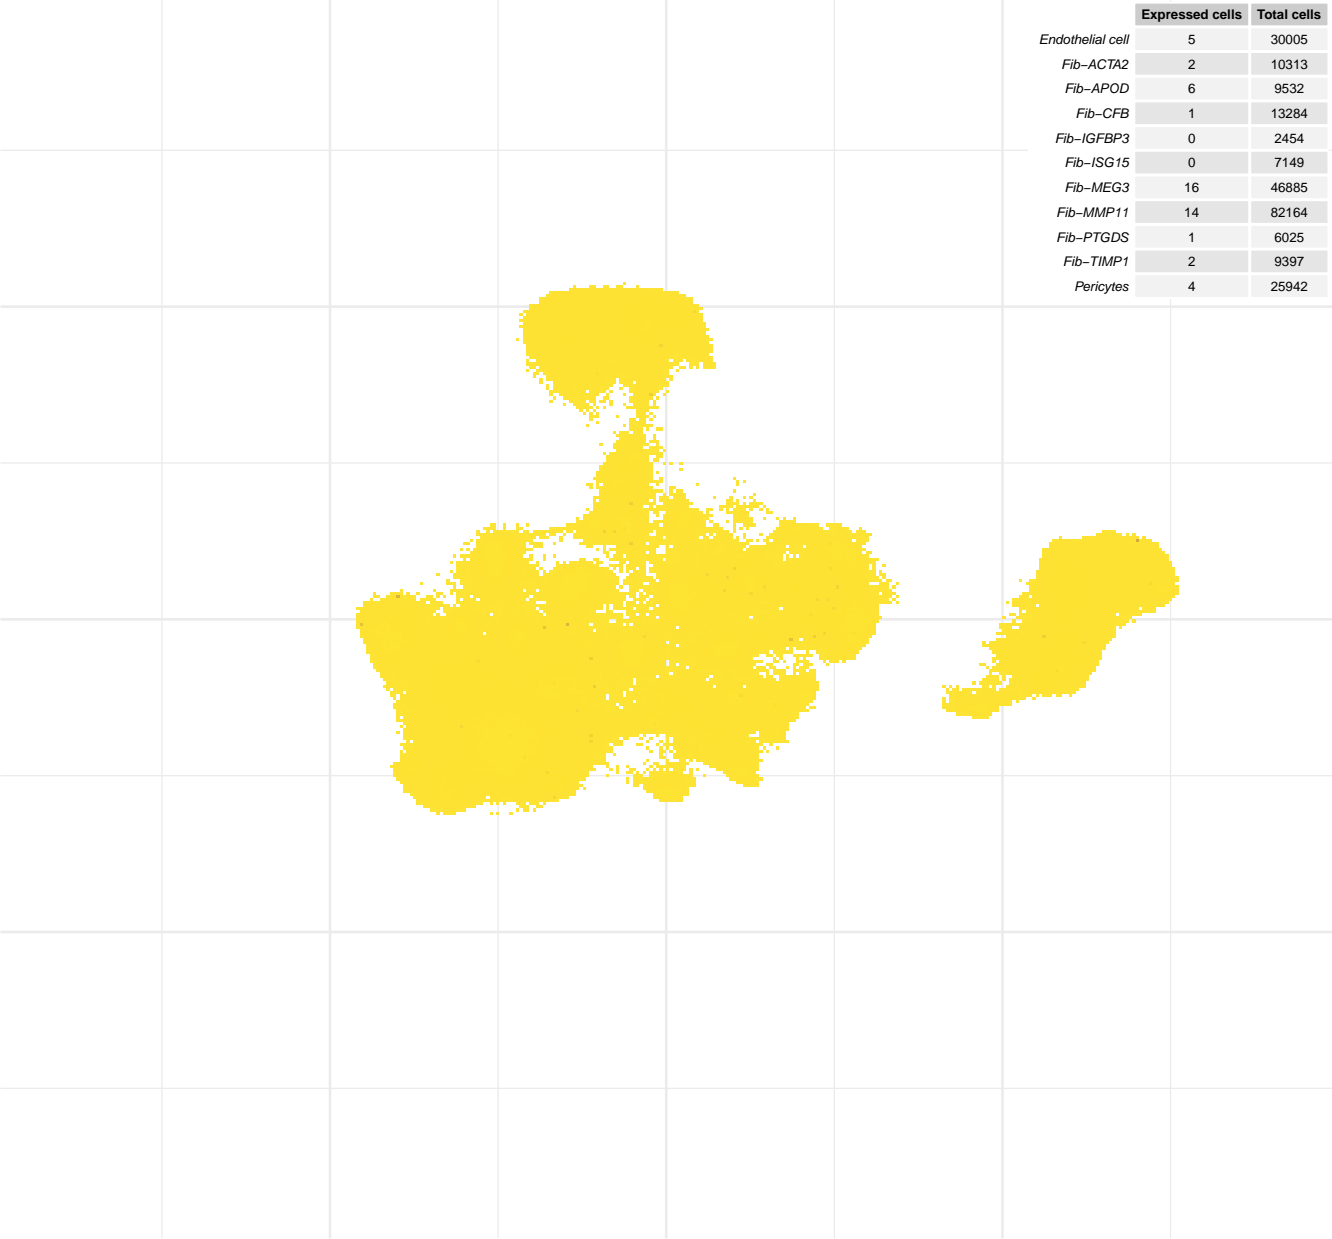 Expressed cells Total cells
Endothelial cell 5 30005
Fib−ACTA2 2 10313
Fib−APOD 6 9532
Fib−CFB 1 13284
Fib−IGFBP3 0 2454
Fib−ISG15 0 7149
Fib−MEG3 16 46885
Fib−MMP11 14 82164
Fib−PTGDS 1 6025
Fib−TIMP1 2 9397
Pericytes 4 25942